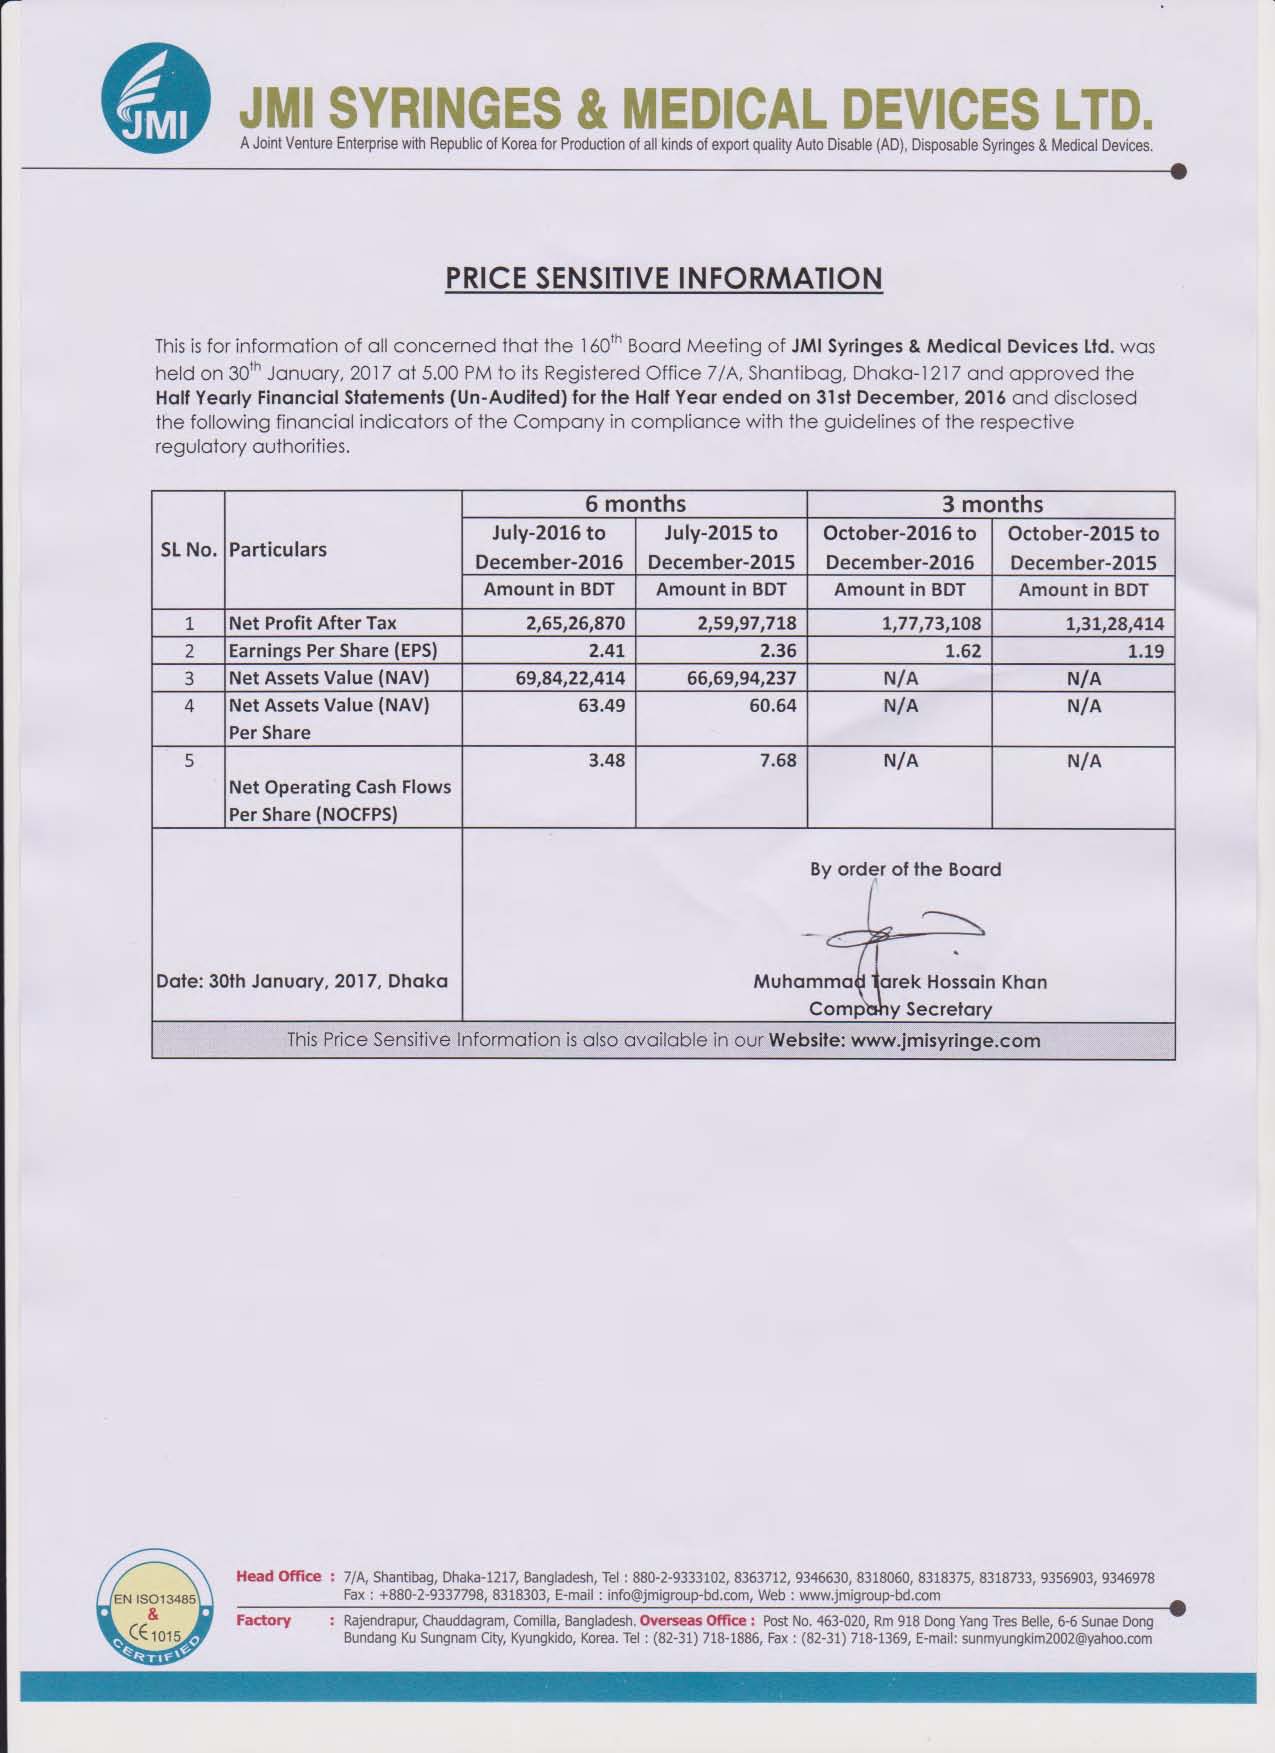 JMI
JMI SYRINGES & MEDICAL DEVICES LTD.
A Joint Venture Enterprise with Republic of Korea for Production of all kinds of export quality Auto Disable (AD), Disposable Syringes & Medical Devices.
PRICE SENSITIVE INFORMATION
This is for information of all concerned that the 160th Board Meeting of JMI Syringes & Medical Devices Ltd. was
held on 30th January, 2017 at 5.00 PM to its Registered Office 7/A, Shantibag, Dhaka-1217 and approved the
Half Yearly Financial Statements (Un-Audited) for the Half Year ended on 31st December, 2016 and disclosed
the following financial indicators of the Company in compliance with the guidelines of the respective
regulatory authorities.
6 months 3 months
SL No. Particulars
July-2016 to July-2015 to October-2016 to October-2015 to
December-2016 December-2015 December-2016 December-2015
Amount in BDT Amount in BDT Amount in BDT Amount in BDT
1 Net Profit After Tax 2,65,26,870 2,59,97,718 1,77,73,108 1,31,28,414
2 Earnings Per Share (EPS) 2.41 2.36 1.62 1.19
3 Net Assets Value (NAV) 69,84,22,414 66,69,94,237 N/A N/A
4 Net Assets Value (NAV) 63.49 60.64 N/A N/A
Per Share
5 3.48 7.68 N/A N/A
Net Operating Cash Flows
Per Share (NOCFPS)
By order of the Board
Date: 30th January, 2017, Dhaka Muhammad Tarek Hossain Khan
Company Secretary
This Price Sensitive Information is also available in our Website: www.jmisyringe.com
EN ISO13485
&
CE 1015
CERTIFIED
Head Office : 7/A, Shantibag, Dhaka-1217, Bangladesh, Tel : 880-2-9333102, 8363712, 9346630, 8318060, 8318375, 8318733, 9356903, 9346978
Fax : +880-2-9337798, 8318303, E-mail : info@jmigroup-bd.com, Web : www.jmigroup-bd.com
Factory : Rajendrapur, Chauddagram, Comilla, Bangladesh. Overseas Office : Post No. 463-020, Rm 918 Dong Yang Tres Belle, 6-6 Sunae Dong
Bundang Ku Sungnam City, Kyungkido, Korea. Tel : (82-31) 718-1886, Fax : (82-31) 718-1369, E-mail: sunmyungkim2002@yahoo.com